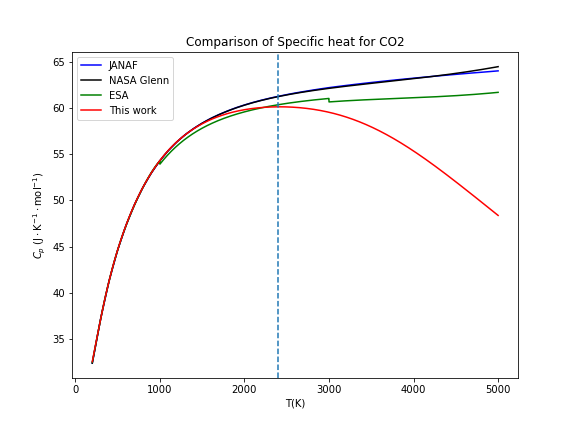 Comparison of Specific heat for CO2
JANAF
NASA Glenn
ESA
This work
65
60
55
50
45
40
35
C_p (J · K⁻¹ · mol⁻¹)
0
1000
2000
3000
4000
5000
T(K)